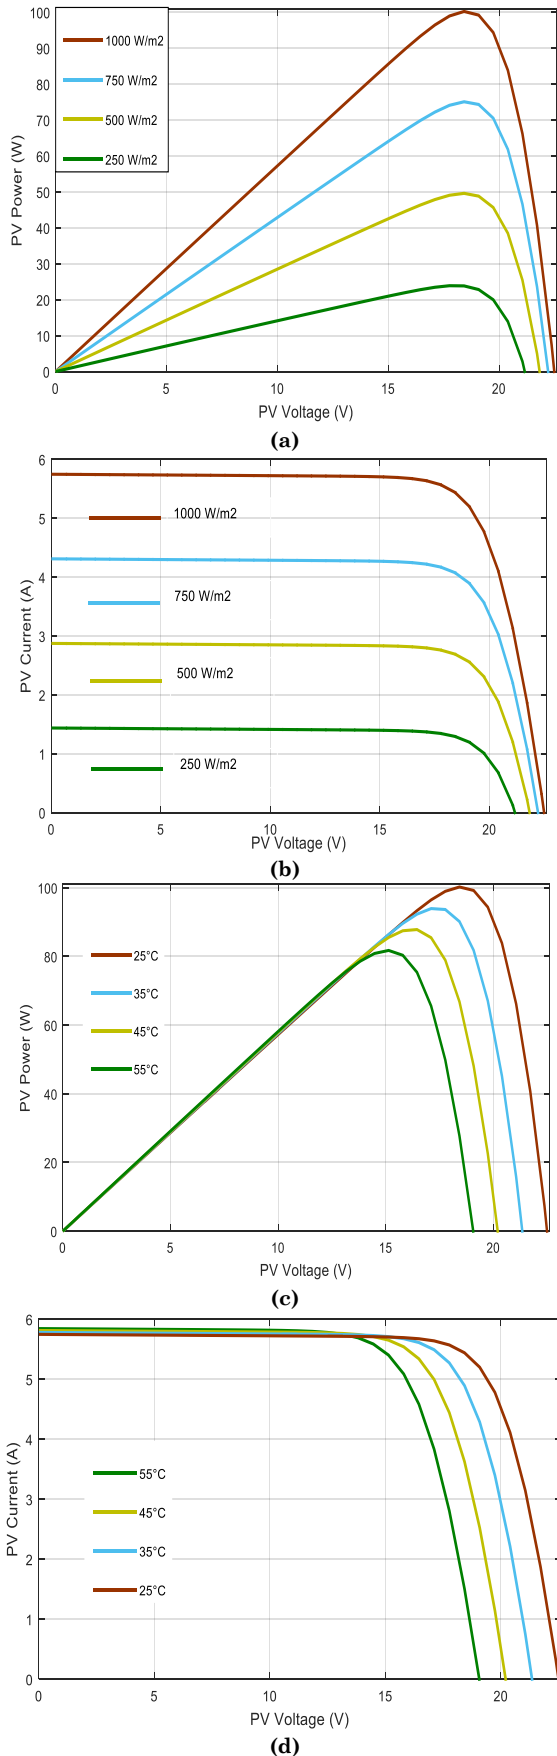 100
90
80
70
60
50
40
30
20
10
0
PV Power (W)
1000 W/m2
750 W/m2
500 W/m2
250 W/m2
0 5 10 15 20
PV Voltage (V)
(a)
6
5
4
3
2
1
0
PV Current (A)
1000 W/m2
750 W/m2
500 W/m2
250 W/m2
0 5 10 15 20
PV Voltage (V)
(b)
100
80
60
40
20
0
PV Power (W)
25°C
35°C
45°C
55°C
0 5 10 15 20
PV Voltage (V)
(c)
6
5
4
3
2
1
0
PV Current (A)
55°C
45°C
35°C
25°C
0 5 10 15 20
PV Voltage (V)
(d)